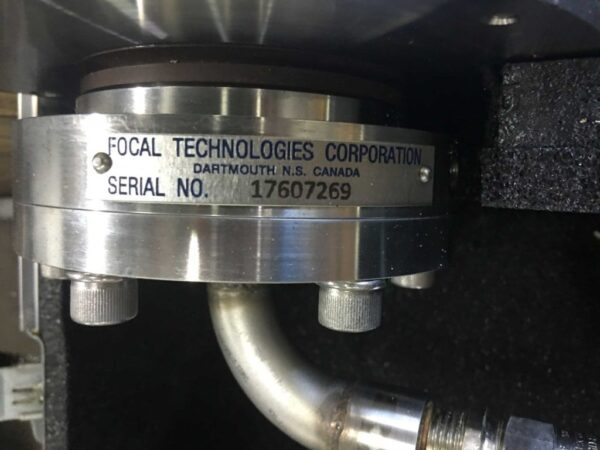 FOCAL TECHNOLOGIES CORPORATION
DARTMOUTH N.S. CANADA
SERIAL NO. 17607269